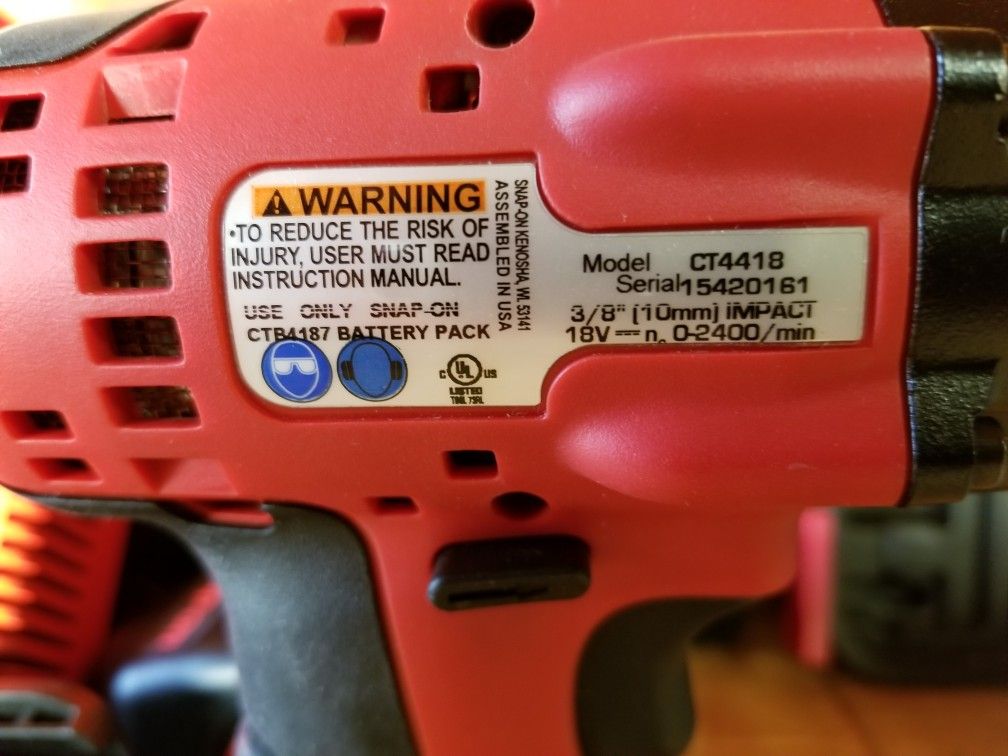 WARNING
•TO REDUCE THE RISK OF
INJURY, USER MUST READ
INSTRUCTION MANUAL.
USE ONLY SNAP-ON
CTB4187 BATTERY PACK
SNAP-ON KENOSHA, WI. 53141
ASSEMBLED IN USA
C UL US
LISTED
Model CT4418
Serial 15420161
3/8" (10mm) IMPACT
18V 0-2400/min